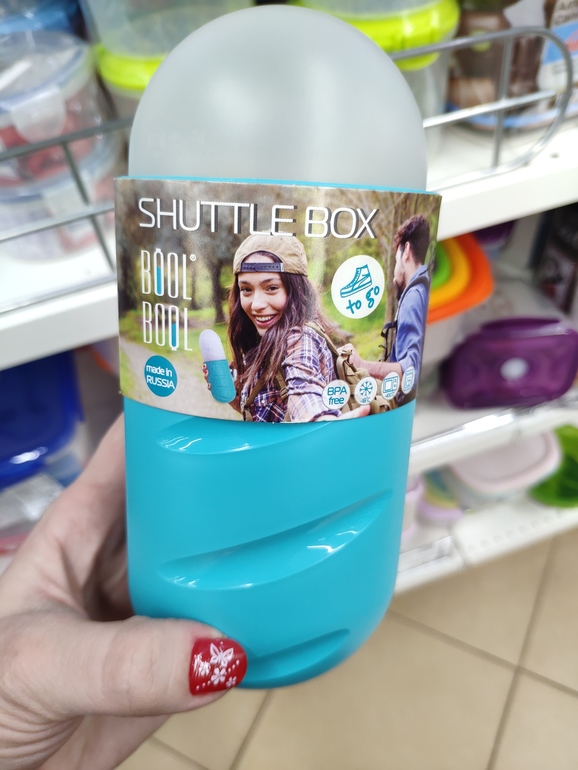 SHUTTLE BOX
BOOL®
BOOL
to go
made in
RUSSIA
BPA
free